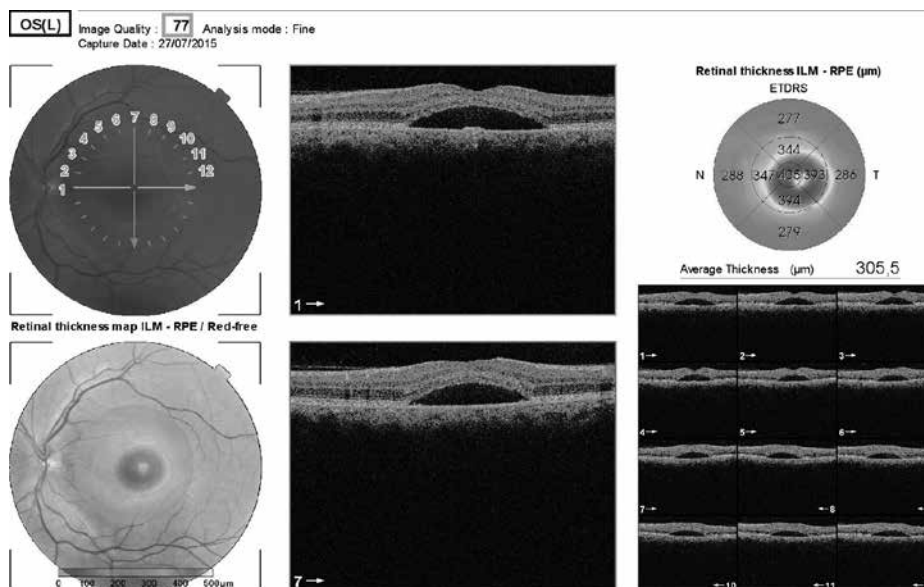 OS(L) Image Quality : 77 Analysis mode : Fine
Capture Date : 27/07/2015
1 2 3 4 5 6 7 8 9 10 11 12
1
Retinal thickness map ILM - RPE / Red-free
0 100 200 300 400 500µm
7
Retinal thickness ILM - RPE (µm)
ETDRS
277
344
N 288 347 435 393 286 T
394
279
Average Thickness (µm) 305,5
1 2 3
4 5 6
7 8
10 11